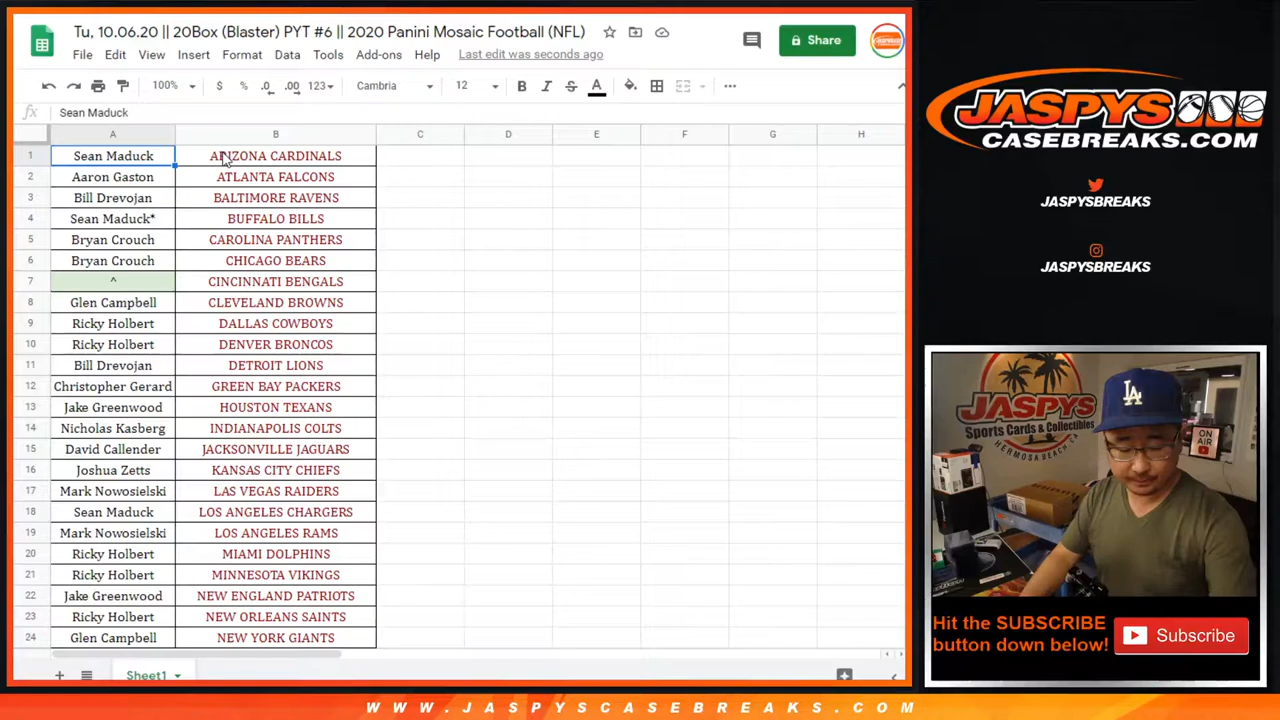 Tu, 10.06.20 || 20Box (Blaster) PYT #6 || 2020 Panini Mosaic Football (NFL)
File Edit View Insert Format Data Tools Add-ons Help Last edit was seconds ago
Share
100% $ % .0 .00 123 Cambria 12 B I S A
fx Sean Maduck
A B C D E F G H
1 Sean Maduck ARIZONA CARDINALS
2 Aaron Gaston ATLANTA FALCONS
3 Bill Drevojan BALTIMORE RAVENS
4 Sean Maduck* BUFFALO BILLS
5 Bryan Crouch CAROLINA PANTHERS
6 Bryan Crouch CHICAGO BEARS
7 ^ CINCINNATI BENGALS
8 Glen Campbell CLEVELAND BROWNS
9 Ricky Holbert DALLAS COWBOYS
10 Ricky Holbert DENVER BRONCOS
11 Bill Drevojan DETROIT LIONS
12 Christopher Gerard GREEN BAY PACKERS
13 Jake Greenwood HOUSTON TEXANS
14 Nicholas Kasberg INDIANAPOLIS COLTS
15 David Callender JACKSONVILLE JAGUARS
16 Joshua Zetts KANSAS CITY CHIEFS
17 Mark Nowosielski LAS VEGAS RAIDERS
18 Sean Maduck LOS ANGELES CHARGERS
19 Mark Nowosielski LOS ANGELES RAMS
20 Ricky Holbert MIAMI DOLPHINS
21 Ricky Holbert MINNESOTA VIKINGS
22 Jake Greenwood NEW ENGLAND PATRIOTS
23 Ricky Holbert NEW ORLEANS SAINTS
24 Glen Campbell NEW YORK GIANTS
Sheet1
JASPYS
CASEBREAKS.COM
JASPYSBREAKS
JASPYSBREAKS
JASPYS
Sports Cards & Collectibles
HERMOSA BEACH, CA
LA
ON AIR
Hit the SUBSCRIBE
button down below!
Subscribe
WWW.JASPYSCASEBREAKS.COM